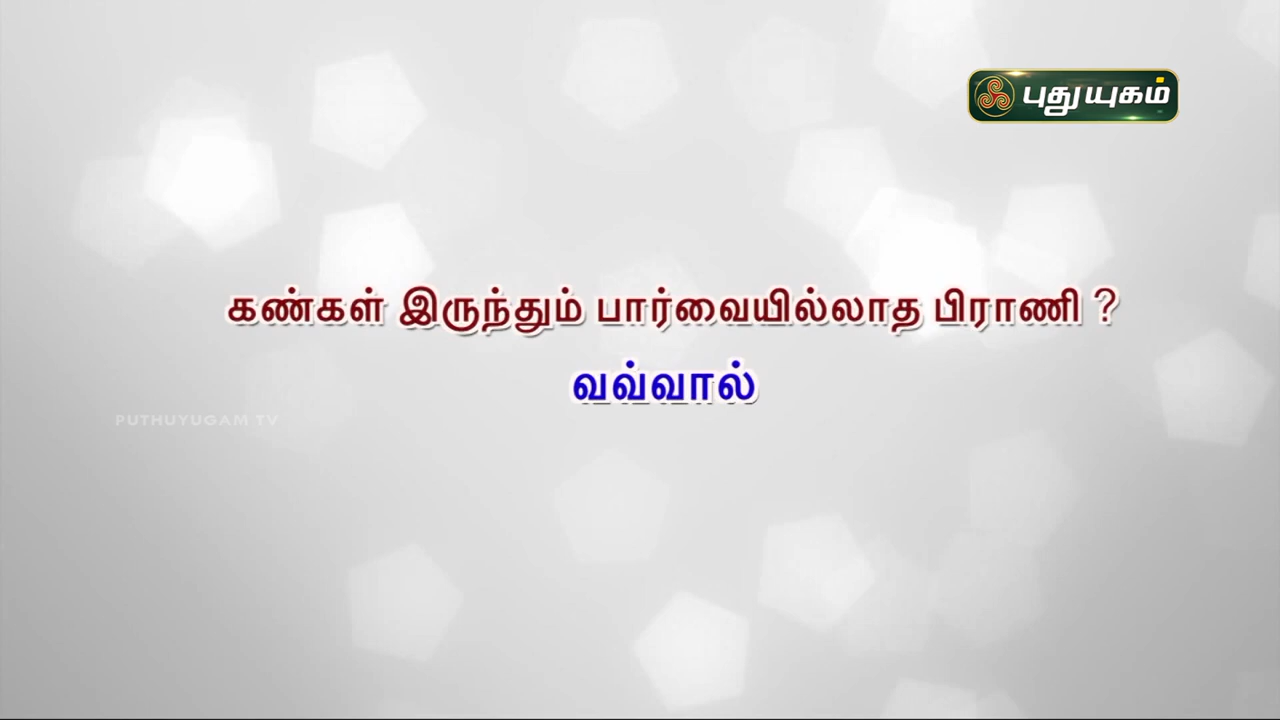 புதுயுகம்
கண்கள் இருந்தும் பார்வையில்லாத பிராணி ?
வவ்வால்
PUTHUYUGAM TV